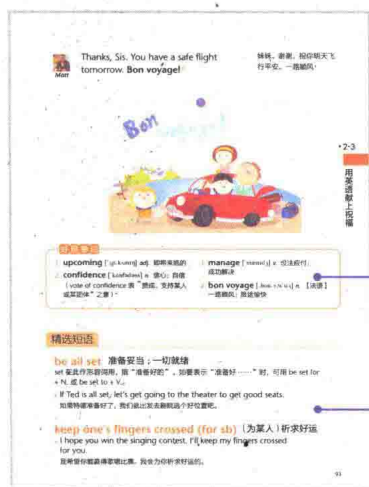 Thanks, Sis. You have a safe flight
tomorrow. Bon voyage!
Matt
妹妹，谢谢，祝你明天飞
行平安，一路顺风！
Bon
2-3
用英语献上祝福
upcoming adj. 即将来临的
confidence n. 信心；自信
(vote of confidence 表“赞成、支持某人
或某团体”之意)
manage v. 设法应付；
成功解决
bon voyage 【法语】
一路顺风；旅途愉快
精选短语
be all set 准备妥当；一切就绪
set 在此作形容词用，指“准备好的”。如要表示“准备好……”时，可用 be set for
+ N. 或 be set to + V.。
If Ted is all set, let's get going to the theater to get good seats.
如果特德准备好了，我们就出发去剧院选个好位置吧。
keep one's fingers crossed (for sb) (为某人)祈求好运
I hope you win the singing contest. I'll keep my fingers crossed
for you.
我希望你能赢得歌唱比赛。我会为你祈求好运的。